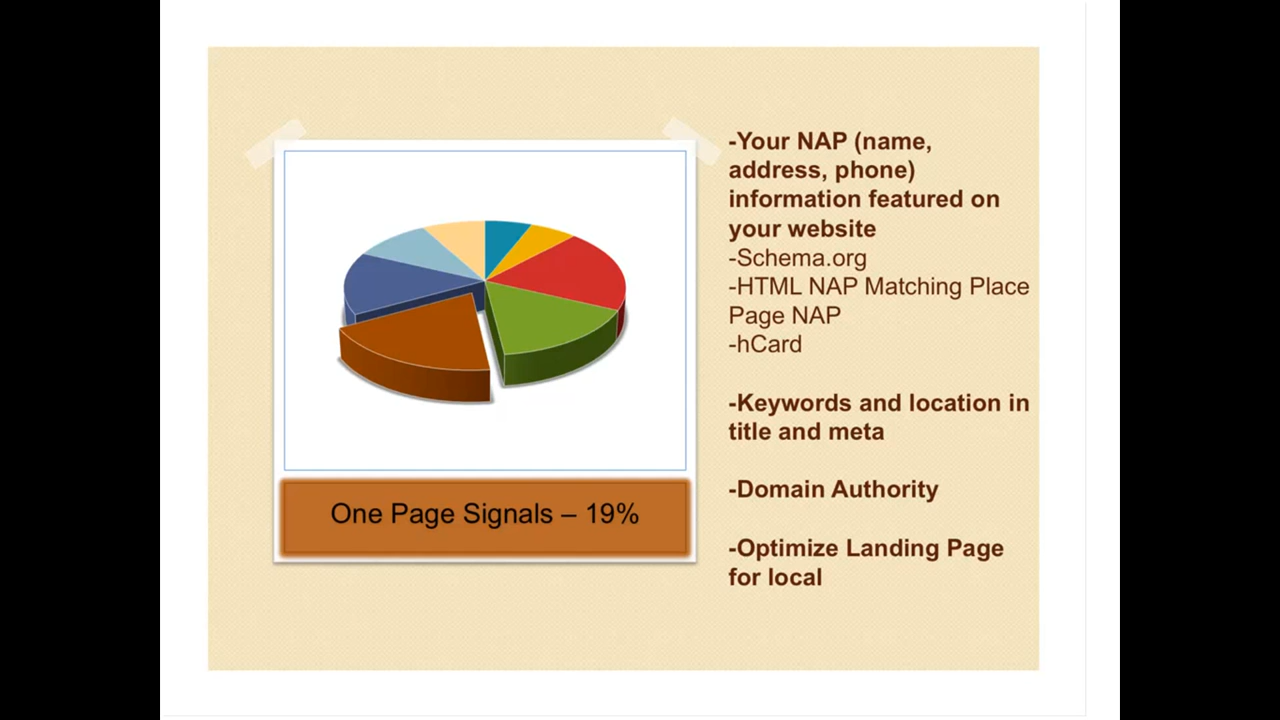 -Your NAP (name,
address, phone)
information featured on
your website
-Schema.org
-HTML NAP Matching Place
Page NAP
-hCard
-Keywords and location in
title and meta
-Domain Authority
-Optimize Landing Page
for local
One Page Signals – 19%